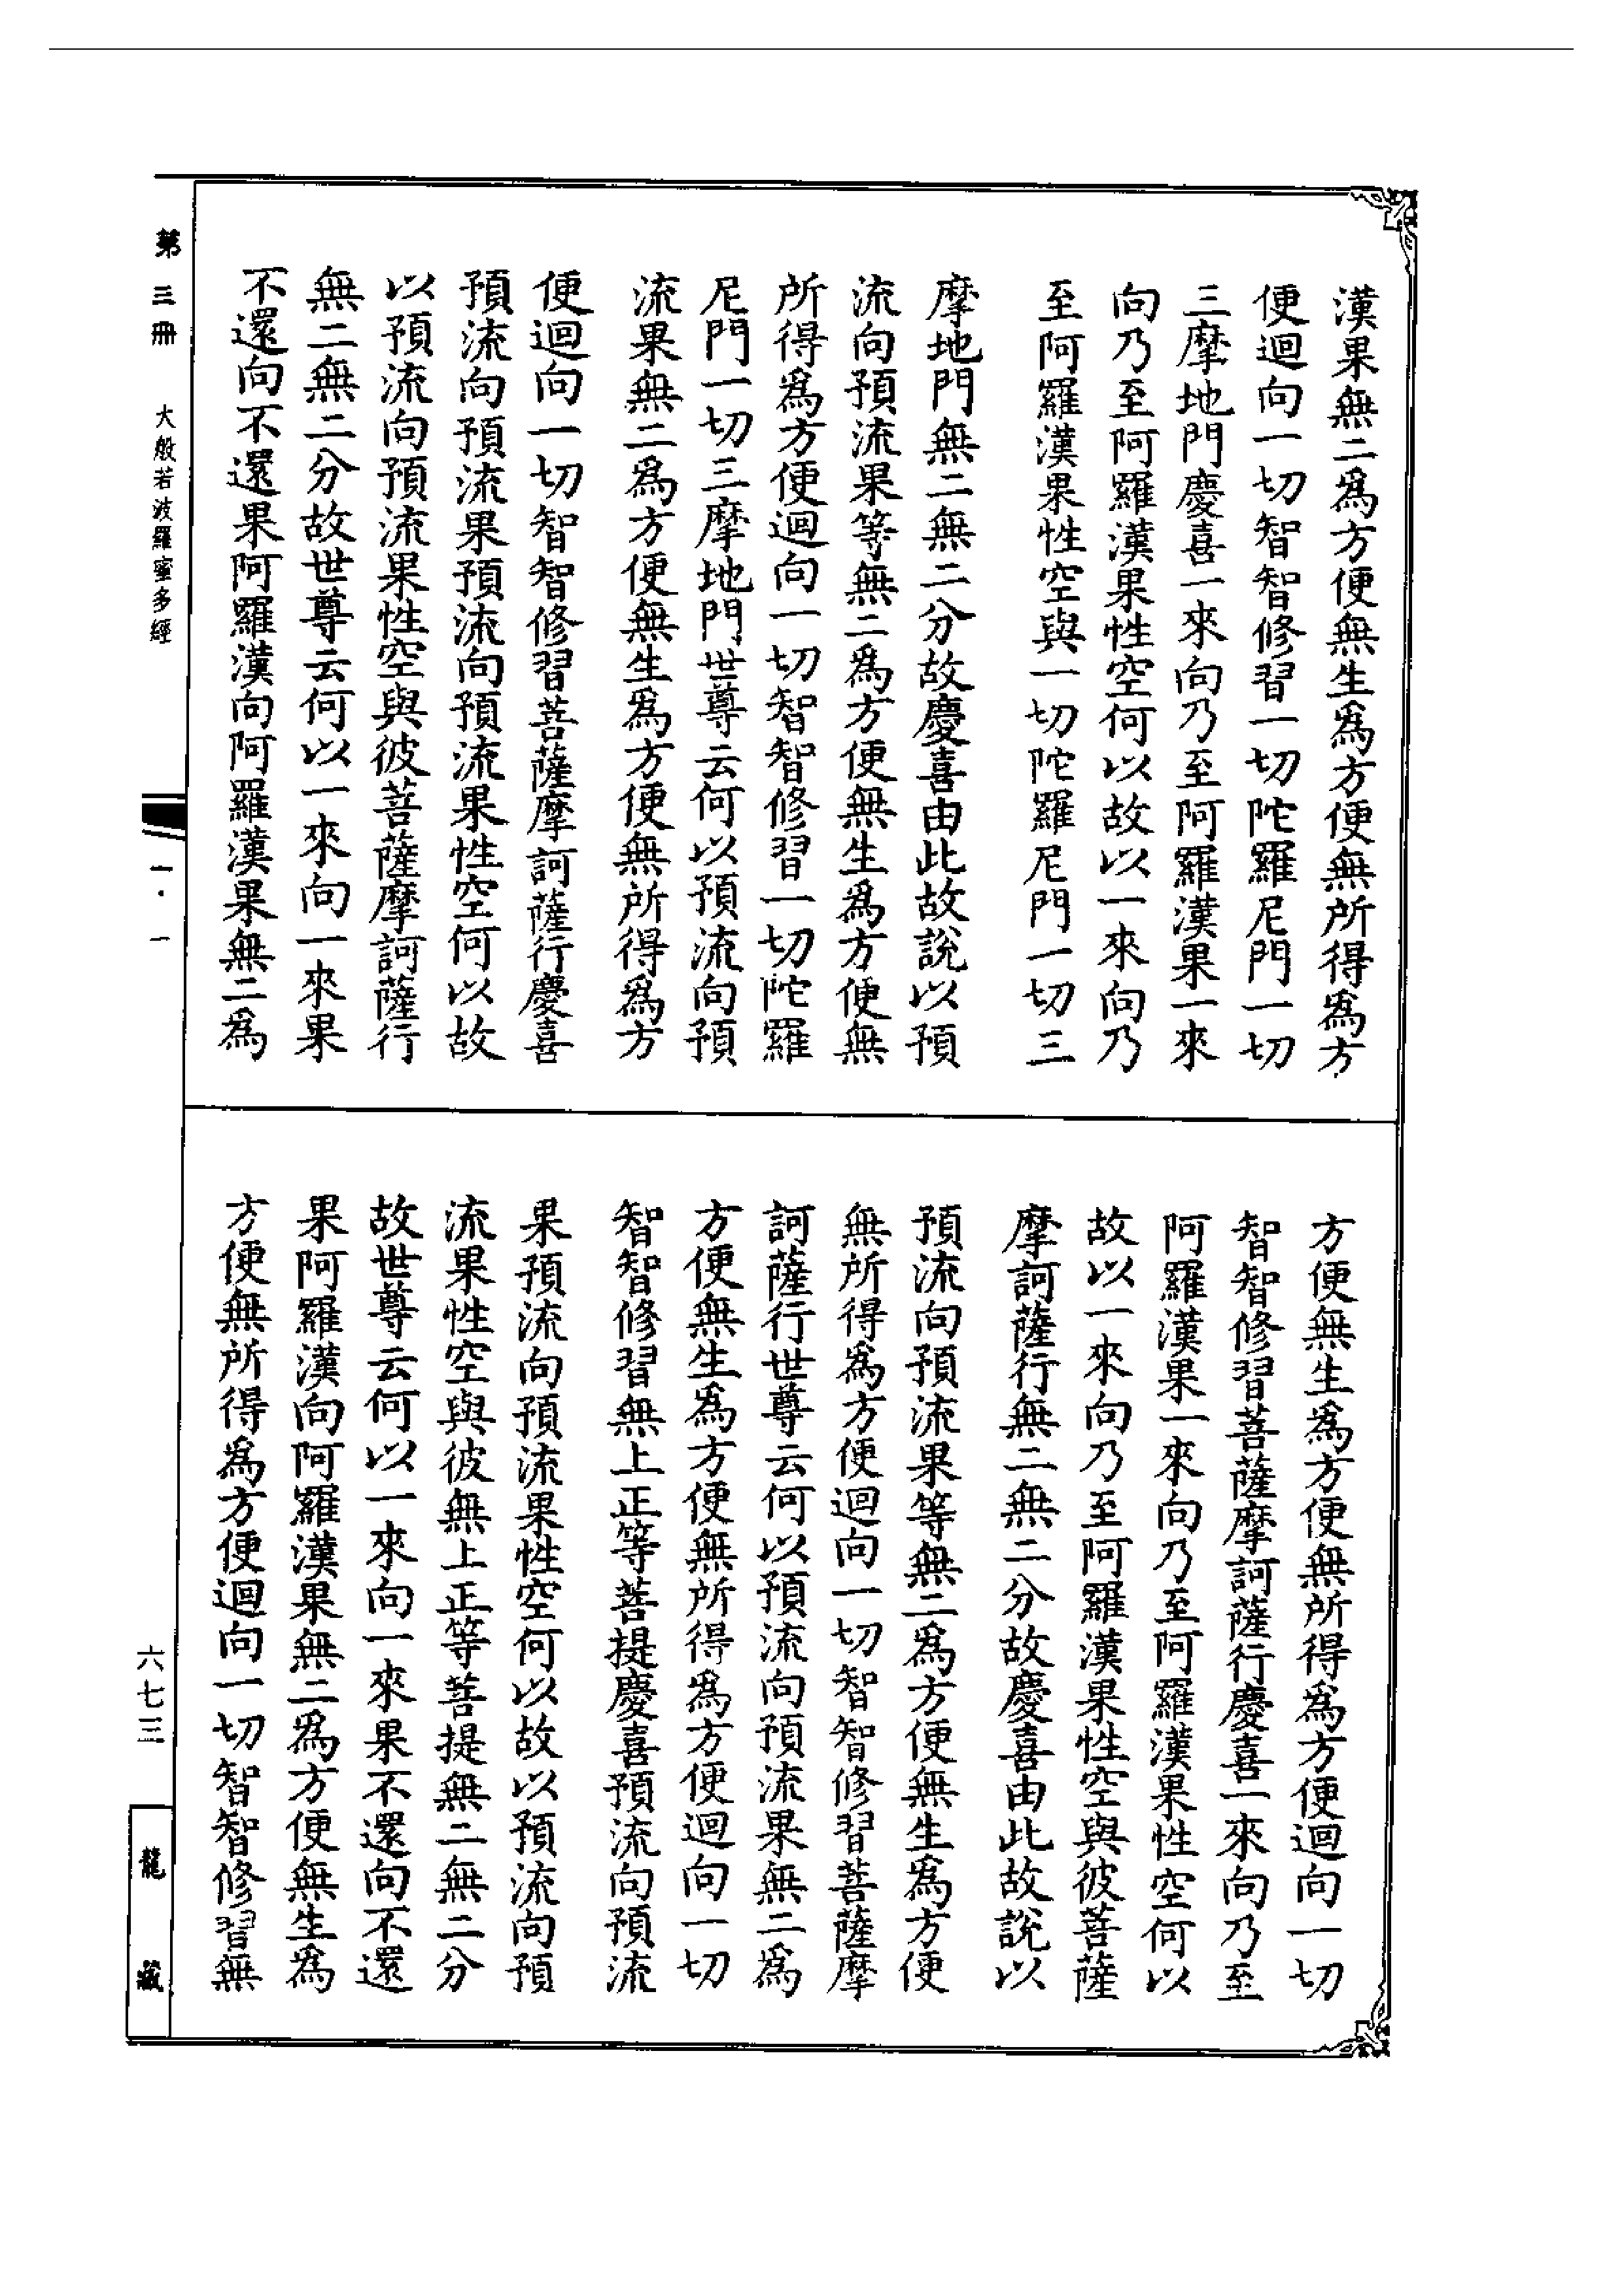 漢果無二爲方便無生爲方便無所得爲方
便迴向一切智智修習一切陀羅尼門一切
三摩地門慶喜一來向乃至阿羅漢果一來
向乃至阿羅漢果性空何以故以一來向乃
至阿羅漢果性空與一切陀羅尼門一切三
摩地門無二無二分故慶喜由此故說以預
流向預流果等無二爲方便無生爲方便無
所得爲方便迴向一切智智修習一切陀羅
尼門一切三摩地門世尊云何以預流向預
流果無二爲方便無生爲方便無所得爲方
便迴向一切智智修習菩薩摩訶薩行慶喜
預流向預流果預流向預流果性空何以故
以預流向預流果性空與彼菩薩摩訶薩行
無二無二分故世尊云何以一來向一來果
不還向不還果阿羅漢向阿羅漢果無二爲
方便無生爲方便無所得爲方便迴向一切
智智修習菩薩摩訶薩行慶喜一來向乃至
阿羅漢果一來向乃至阿羅漢果性空何以
故以一來向乃至阿羅漢果性空與彼菩薩
摩訶薩行無二無二分故慶喜由此故說以
預流向預流果等無二爲方便無生爲方便
無所得爲方便迴向一切智智修習菩薩摩
訶薩行世尊云何以預流向預流果無二爲
方便無生爲方便無所得爲方便迴向一切
智智修習無上正等菩提慶喜預流向預流
果預流向預流果性空何以故以預流向預
流果性空與彼無上正等菩提無二無二分
故世尊云何以一來向一來果不還向不還
果阿羅漢向阿羅漢果無二爲方便無生爲
方便無所得爲方便迴向一切智智修習無
第三冊 大般若波羅蜜多經
一·一
六七三
龍藏